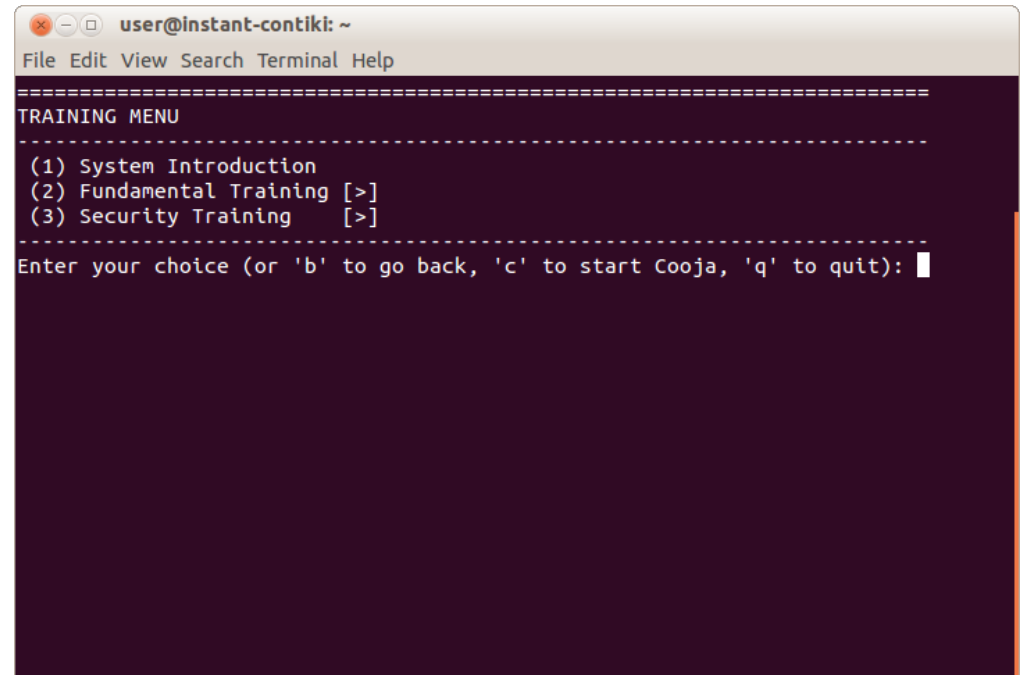 user@instant-contiki: ~
File Edit View Search Terminal Help
=========================================================================
TRAINING MENU
-------------------------------------------------------------------------
(1) System Introduction
(2) Fundamental Training [>]
(3) Security Training    [>]
-------------------------------------------------------------------------
Enter your choice (or 'b' to go back, 'c' to start Cooja, 'q' to quit):